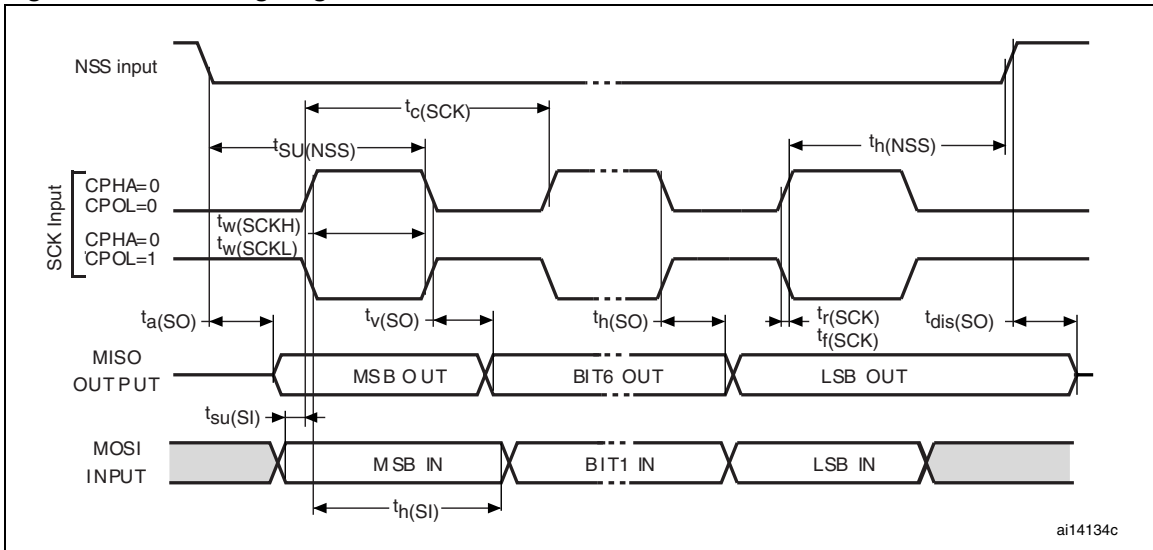 NSS input
tc(SCK)
tSU(NSS)
th(NSS)
SCK Input
CPHA=0
CPOL=0
tw(SCKH)
CPHA=0
tw(SCKL)
CPOL=1
ta(SO)
tv(SO)
th(SO)
tr(SCK)
tf(SCK)
tdis(SO)
MISO
OUTPUT
MSB OUT
BIT6 OUT
LSB OUT
tsu(SI)
MOSI
INPUT
MSB IN
BIT1 IN
LSB IN
th(SI)
ai14134c